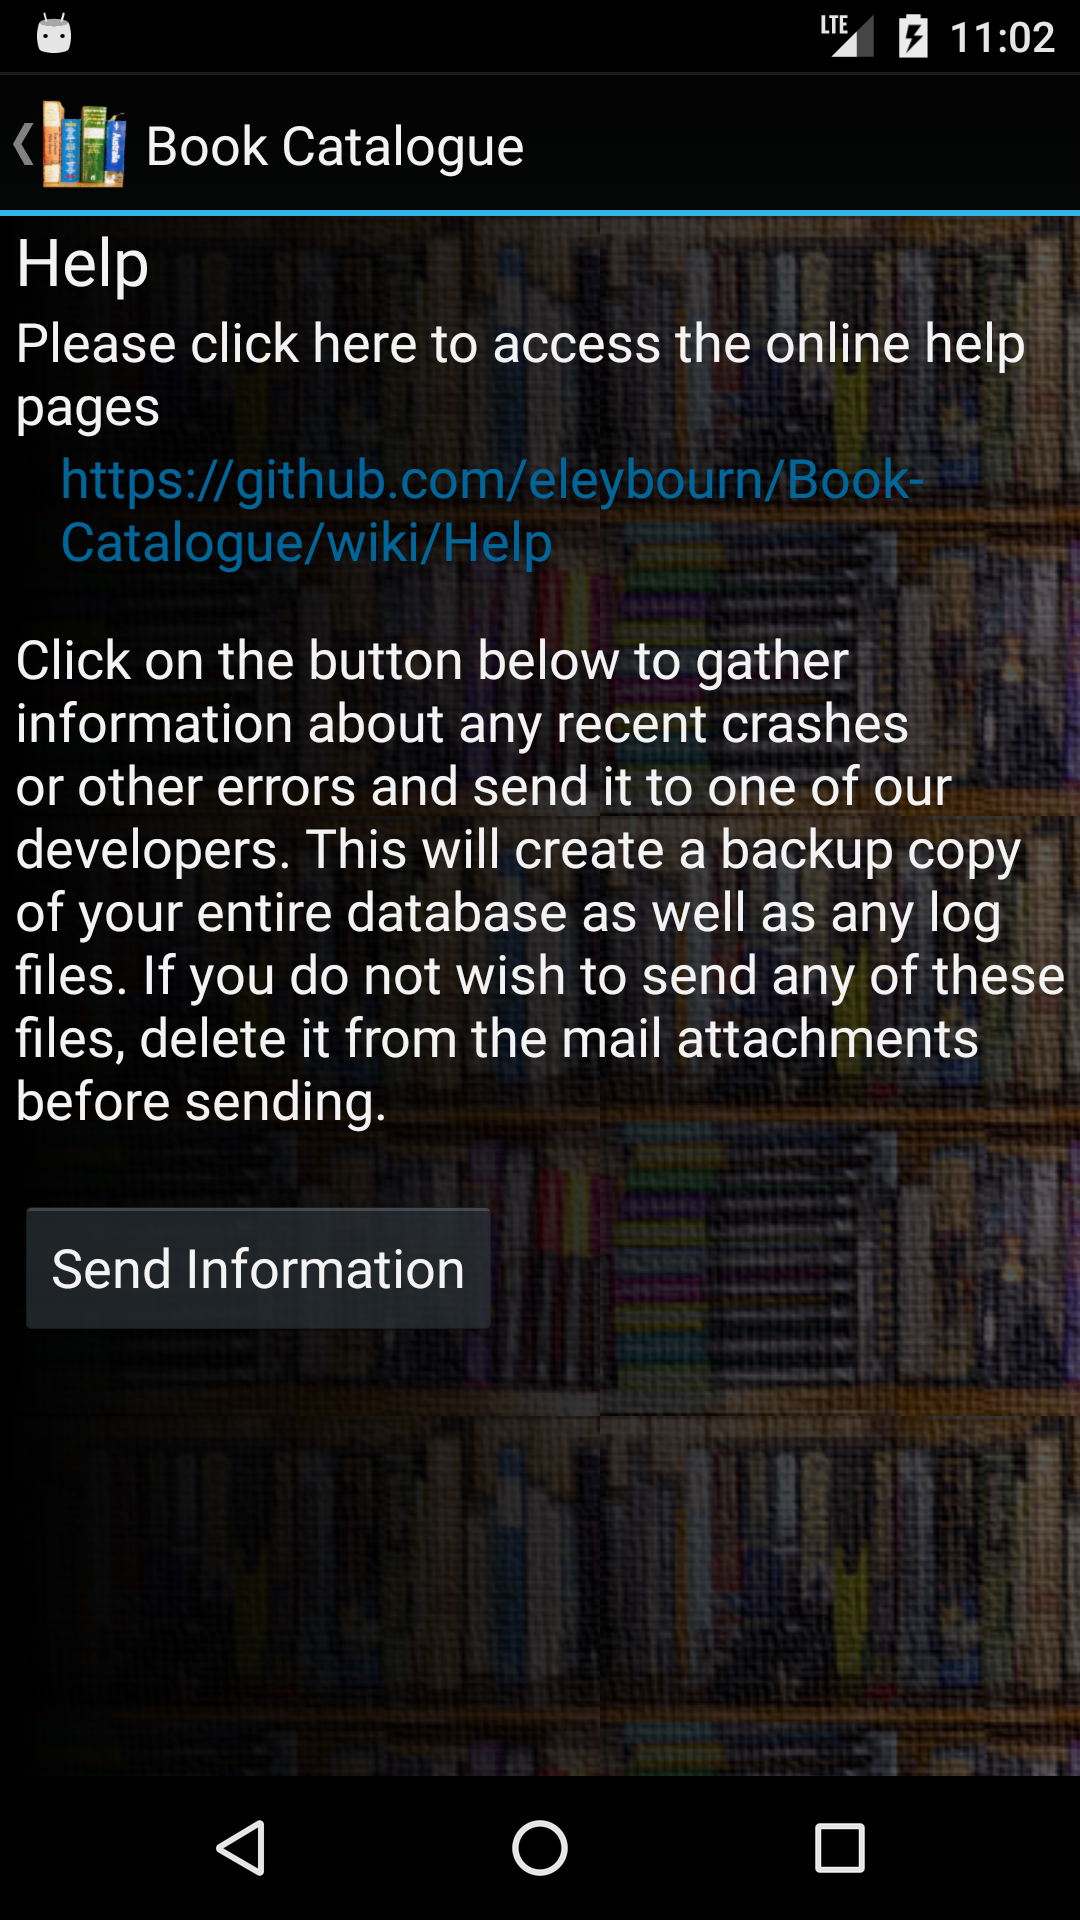 LTE 11:02
Book Catalogue
Help
Please click here to access the online help
pages
https://github.com/eleybourn/Book-
Catalogue/wiki/Help
Click on the button below to gather
information about any recent crashes
or other errors and send it to one of our
developers. This will create a backup copy
of your entire database as well as any log
files. If you do not wish to send any of these
files, delete it from the mail attachments
before sending.
Send Information